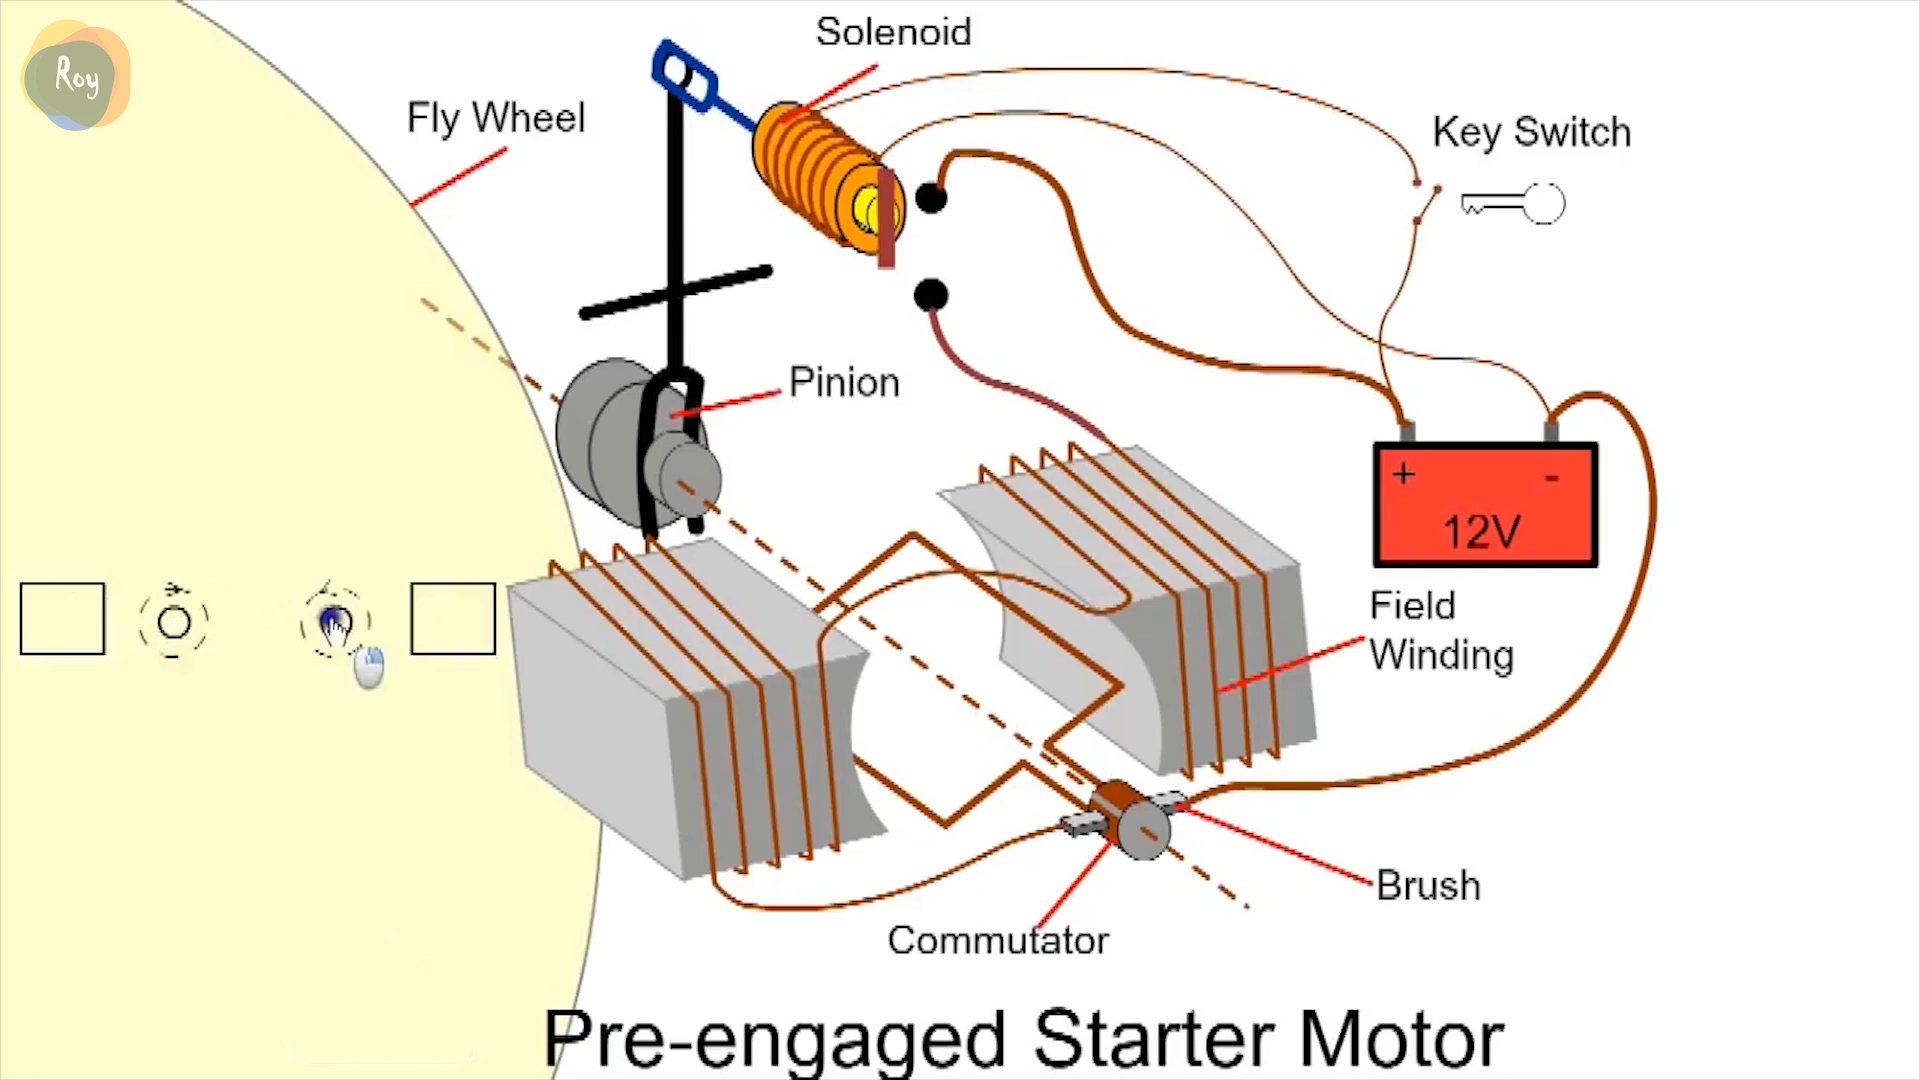 Roy
Solenoid
Fly Wheel
Key Switch
Pinion
+ -
12V
Field
Winding
Brush
Commutator
Pre-engaged Starter Motor